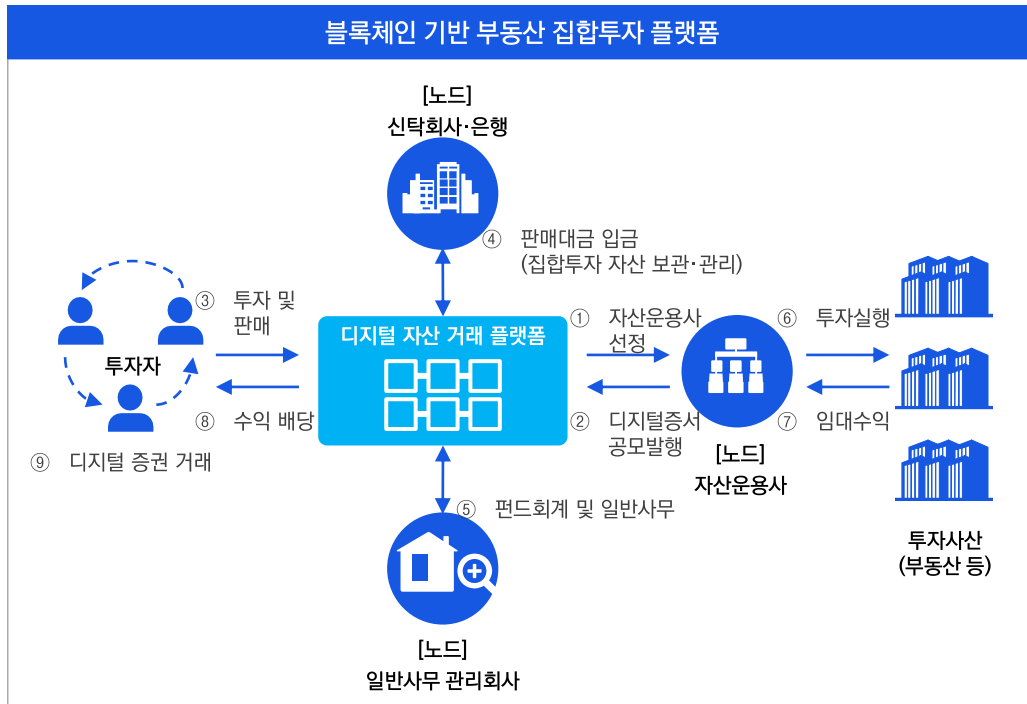 블록체인 기반 부동산 집합투자 플랫폼
[노드]
신탁회사·은행
④ 판매대금 입금
(집합투자 자산 보관·관리)
③ 투자 및
판매
투자자
⑧ 수익 배당
⑨ 디지털 증권 거래
디지털 자산 거래 플랫폼
① 자산운용사
선정
② 디지털증서
공모발행
[노드]
자산운용사
⑥ 투자실행
⑦ 임대수익
투자사산
(부동산 등)
⑤ 펀드회계 및 일반사무
[노드]
일반사무 관리회사